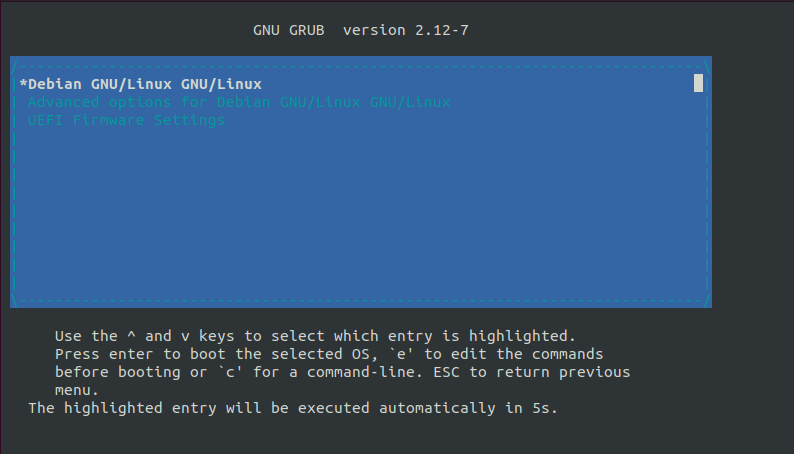 GNU GRUB  version 2.12-7
*Debian GNU/Linux GNU/Linux
Advanced options for Debian GNU/Linux GNU/Linux
UEFI Firmware Settings
Use the ^ and v keys to select which entry is highlighted.
Press enter to boot the selected OS, `e' to edit the commands
before booting or `c' for a command-line. ESC to return previous
menu.
The highlighted entry will be executed automatically in 5s.